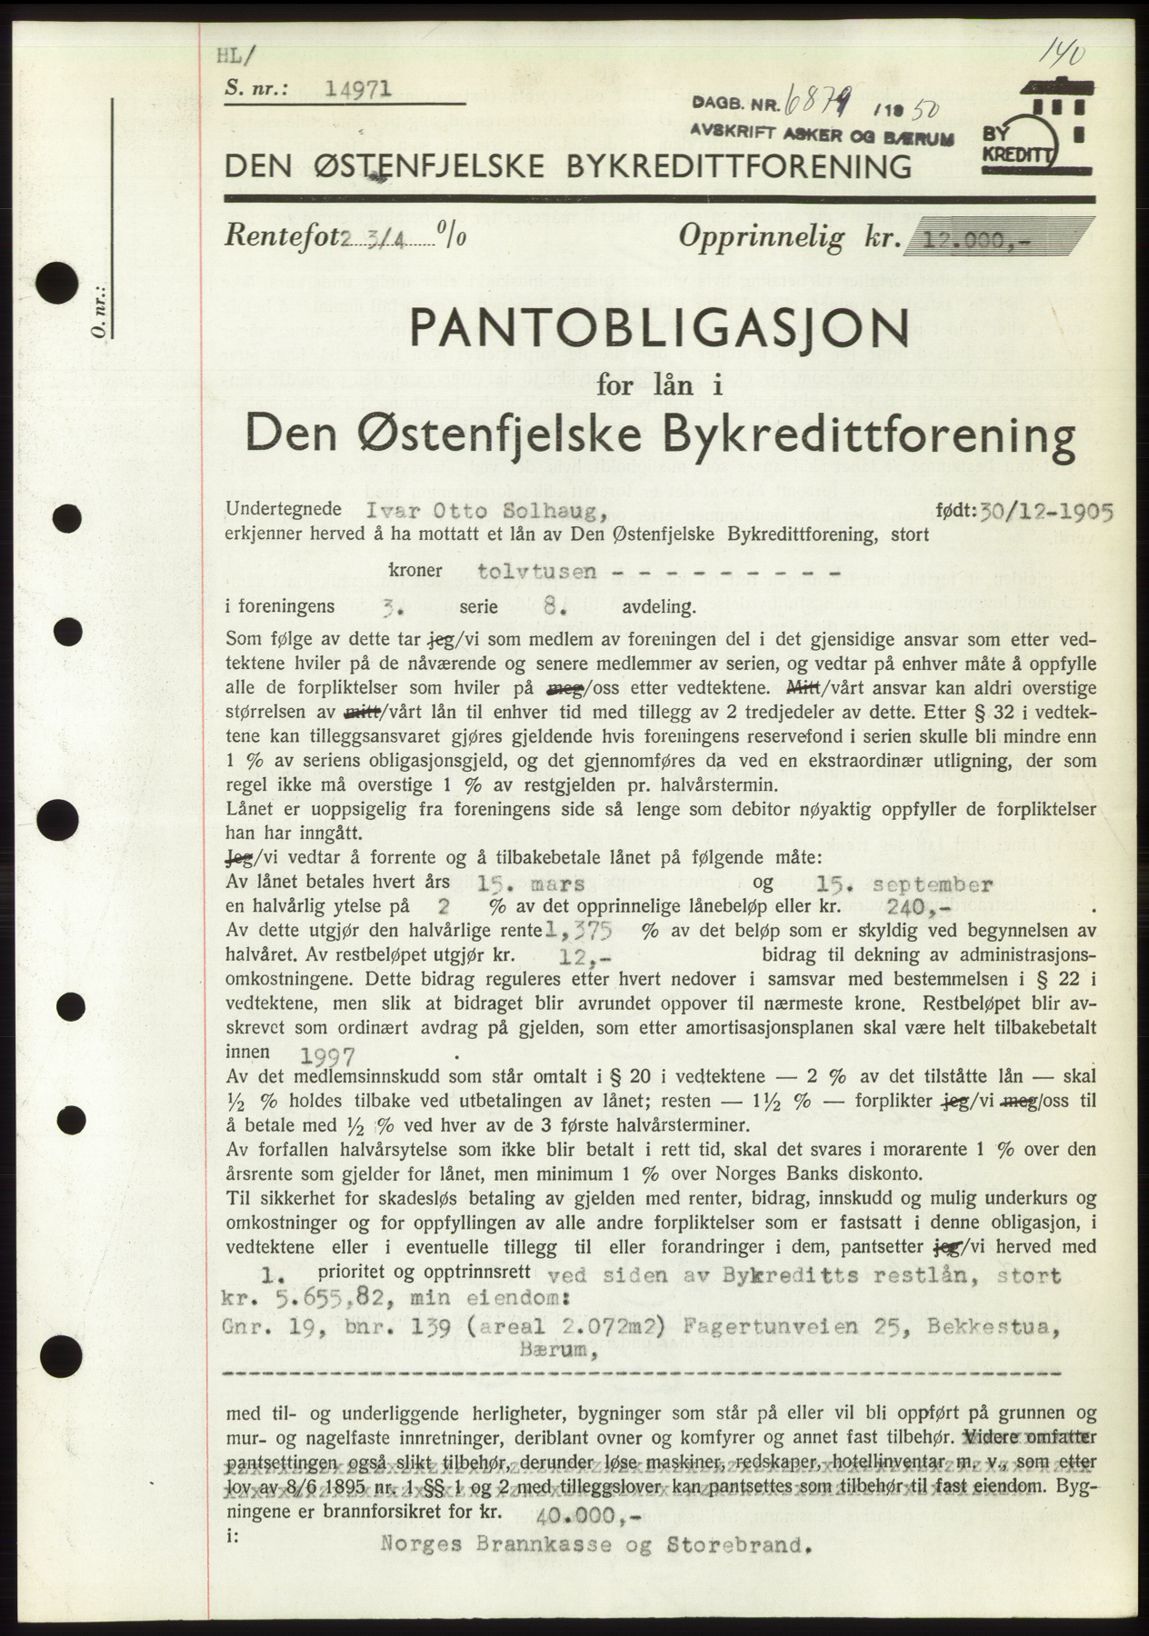 140
HL/
S. nr.: 14971
DAGB. NR. 6879 /19 50
AVSKRIFT ASKER OG BÆRUM
BY
KREDITT
DEN ØSTENFJELSKE BYKREDITTFORENING
Rentefot 2 3/4 % Opprinnelig kr. 12.000,-
O. nr.:
PANTOBLIGASJON
for lån i
Den Østenfjelske Bykredittforening
Undertegnede Ivar Otto Solhaug, født: 30/12-1905
erkjenner herved å ha mottatt et lån av Den Østenfjelske Bykredittforening, stort
kroner tolvtusen - - - - - - - - -
i foreningens 3. serie 8. avdeling.
Som følge av dette tar jeg/vi som medlem av foreningen del i det gjensidige ansvar som etter ved-
tektene hviler på de nåværende og senere medlemmer av serien, og vedtar på enhver måte å oppfylle
alle de forpliktelser som hviler på meg/oss etter vedtektene. Mitt/vårt ansvar kan aldri overstige
størrelsen av mitt/vårt lån til enhver tid med tillegg av 2 tredjedeler av dette. Etter § 32 i vedtek-
tene kan tilleggsansvaret gjøres gjeldende hvis foreningens reservefond i serien skulle bli mindre enn
1 % av seriens obligasjonsgjeld, og det gjennomføres da ved en ekstraordinær utligning, der som
regel ikke må overstige 1 % av restgjelden pr. halvårstermin.
Lånet er uoppsigelig fra foreningens side så lenge som debitor nøyaktig oppfyller de forpliktelser
han har inngått.
Jeg/vi vedtar å forrente og å tilbakebetale lånet på følgende måte:
Av lånet betales hvert års 15. mars og 15. september
en halvårlig ytelse på 2 % av det opprinnelige lånebeløp eller kr. 240,- .
Av dette utgjør den halvårlige rente 1,375 % av det beløp som er skyldig ved begynnelsen av
halvåret. Av restbeløpet utgjør kr. 12,- bidrag til dekning av administrasjons-
omkostningene. Dette bidrag reguleres etter hvert nedover i samsvar med bestemmelsen i § 22 i
vedtektene, men slik at bidraget blir avrundet oppover til nærmeste krone. Restbeløpet blir av-
skrevet som ordinært avdrag på gjelden, som etter amortisasjonsplanen skal være helt tilbakebetalt
innen 1997 .
Av det medlemsinnskudd som står omtalt i § 20 i vedtektene — 2 % av det tilståtte lån — skal
½ % holdes tilbake ved utbetalingen av lånet; resten — 1½ % — forplikter jeg/vi meg/oss til
å betale med ½ % ved hver av de 3 første halvårsterminer.
Av forfallen halvårsytelse som ikke blir betalt i rett tid, skal det svares i morarente 1 % over den
årsrente som gjelder for lånet, men minimum 1 % over Norges Banks diskonto.
Til sikkerhet for skadesløs betaling av gjelden med renter, bidrag, innskudd og mulig underkurs og
omkostninger og for oppfyllingen av alle andre forpliktelser som er fastsatt i denne obligasjon, i
vedtektene eller i eventuelle tillegg til eller forandringer i dem, pantsetter jeg/vi herved med
1. prioritet og opptrinnsrett ved siden av Bykreditts restlån, stort
kr. 5.655,82, min eiendom:
Gnr. 19, bnr. 139 (areal 2.072m2) Fagertunveien 25, Bekkestua,
Bærum,
med til- og underliggende herligheter, bygninger som står på eller vil bli oppført på grunnen og
mur- og nagelfaste innretninger, deriblant ovner og komfyrer og annet fast tilbehør. Videre omfatter
pantsettingen også slikt tilbehør, derunder løse maskiner, redskaper, hotellinventar m. v., som etter
lov av 8/6 1895 nr. 1 §§ 1 og 2 med tilleggslover kan pantsettes som tilbehør til fast eiendom. Byg-
ningene er brannforsikret for kr. 40.000,-
i:
Norges Brannkasse og Storebrand.